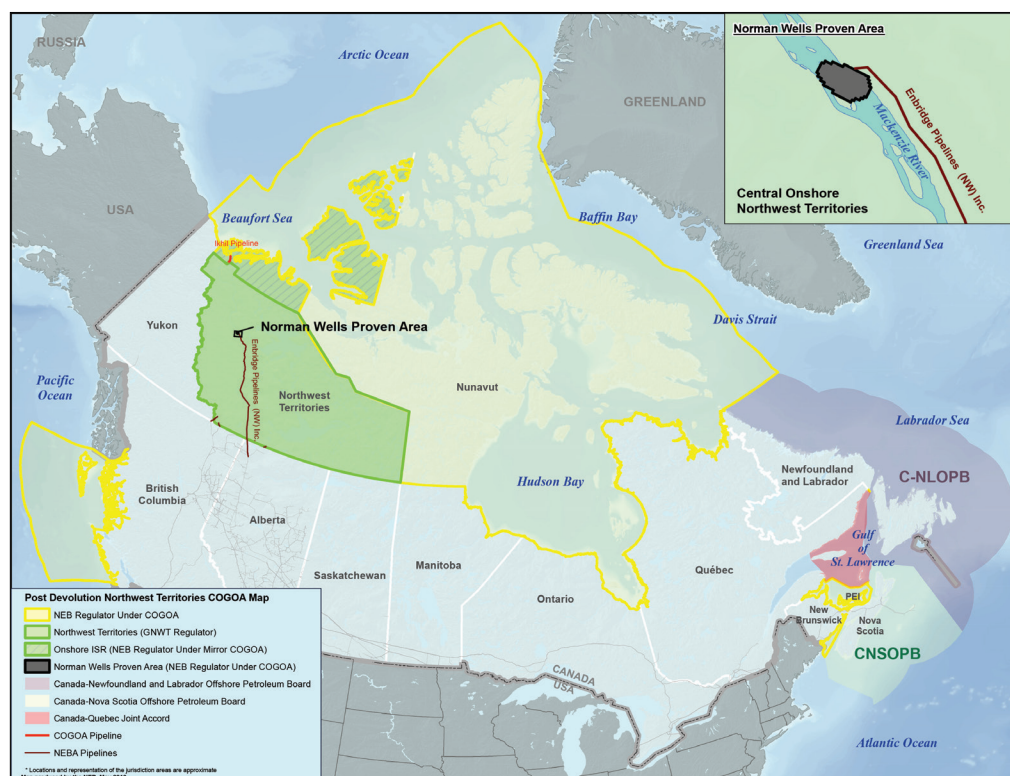 RUSSIA
Arctic Ocean
GREENLAND
USA
Beaufort Sea
Ikhil Pipeline
Baffin Bay
Greenland Sea
Yukon
Norman Wells Proven Area
Davis Strait
Enbridge Pipelines (NW) Inc.
Pacific
Ocean
Northwest
Territories
Nunavut
Labrador Sea
British
Columbia
Alberta
Hudson Bay
Newfoundland
and Labrador
C-NLOPB
Saskatchewan
Manitoba
Ontario
Québec
Gulf
of
St. Lawrence
PEI
New
Brunswick
Nova
Scotia
CNSOPB
CANADA
USA
Atlantic Ocean
Norman Wells Proven Area
Enbridge Pipelines (NW) Inc.
Mackenzie River
Central Onshore
Northwest Territories
Post Devolution Northwest Territories COGOA Map
NEB Regulator Under COGOA
Northwest Territories (GNWT Regulator)
Onshore ISR (NEB Regulator Under Mirror COGOA)
Norman Wells Proven Area (NEB Regulator Under COGOA)
Canada-Newfoundland and Labrador Offshore Petroleum Board
Canada-Nova Scotia Offshore Petroleum Board
Canada-Quebec Joint Accord
COGOA Pipeline
NEBA Pipelines
* Locations and representation of the jurisdiction areas are approximate